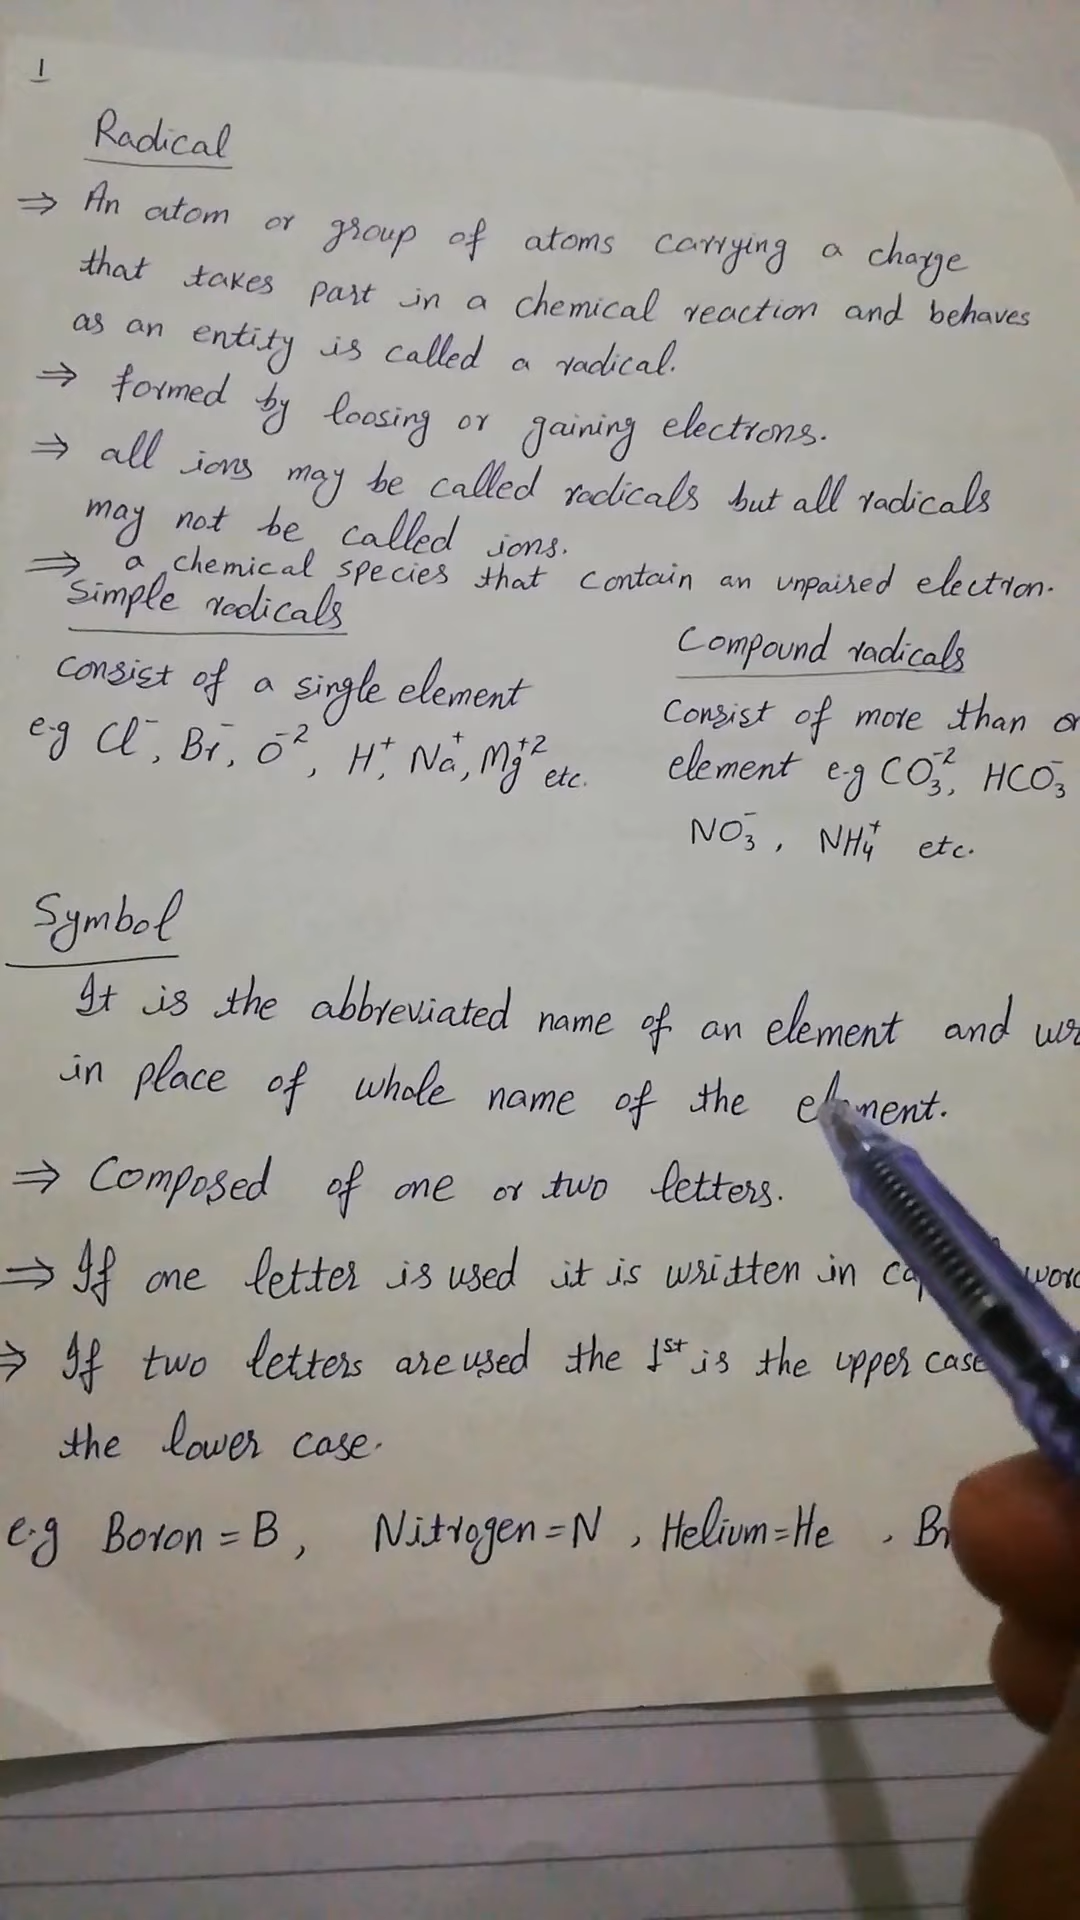 1
Radical
⇒ An atom or group of atoms carrying a charge
that takes part in a chemical reaction and behaves
as an entity is called a radical.
⇒ formed by loosing or gaining electrons.
⇒ all ions may be called radicals but all radicals
may not be called ions.
⇒ a chemical species that contain an unpaired electron.
Simple radicals
consist of a single element
e.g Cl⁻, Br⁻, O⁻², H⁺, Na⁺, Mg⁺² etc.
Compound radicals
Consist of more than
element e.g CO₃⁻², HCO₃⁻
NO₃⁻, NH₄⁺ etc.
Symbol
It is the abbreviated name of an element and
in place of whole name of the element.
⇒ Composed of one or two letters.
⇒ If one letter is used it is written in
⇒ If two letters are used the 1st is the upper case
the lower case.
e.g Boron = B, Nitrogen = N, Helium = He, Br